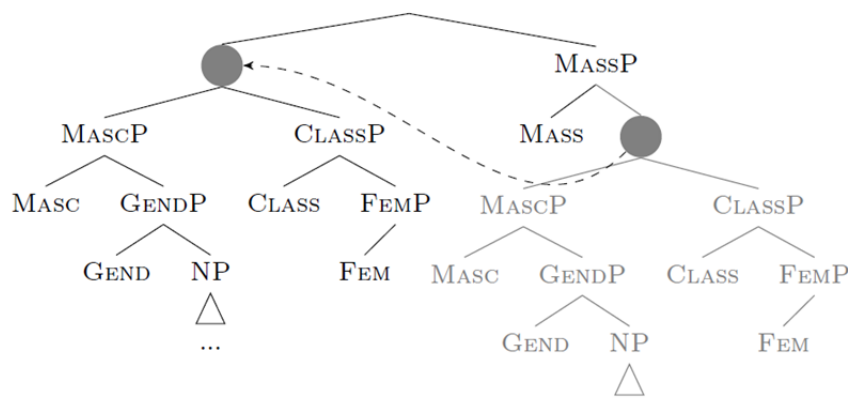 MASSP
MASCP CLASSP MASS
MASC GENDP CLASS FEMP MASCP CLASSP
GEND NP FEM MASC GENDP CLASS FEMP
... GEND NP FEM